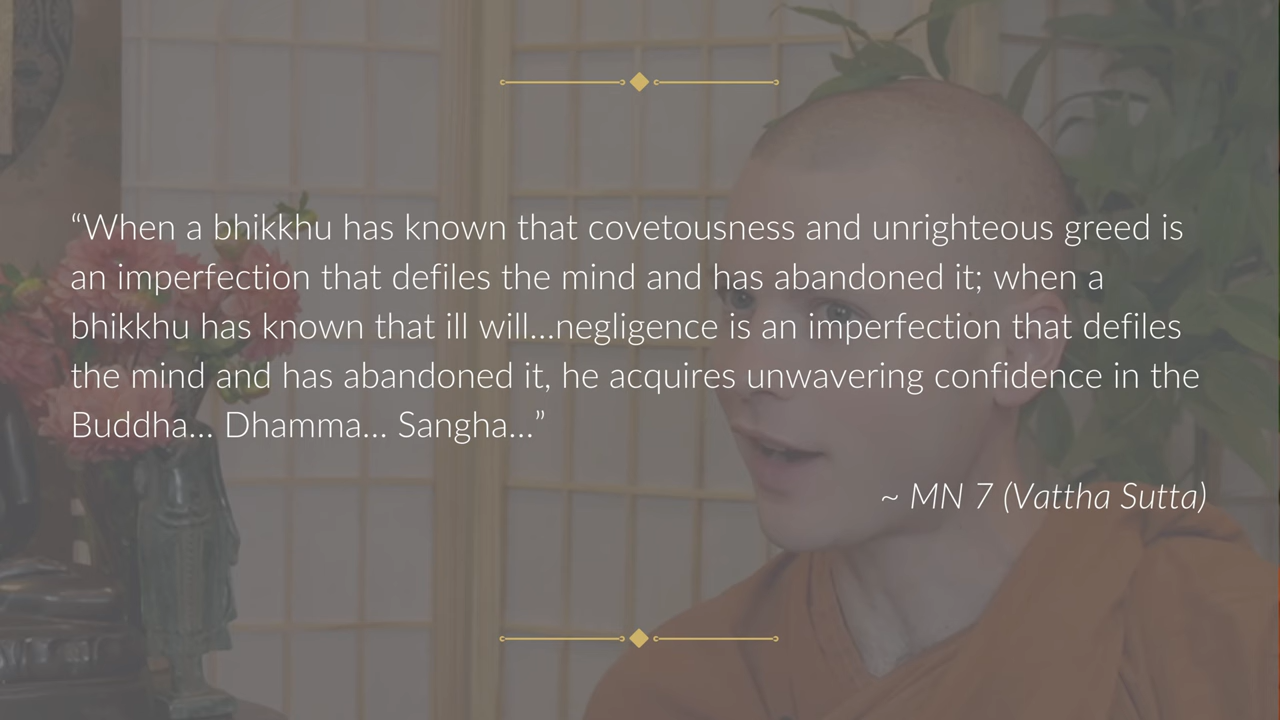 “When a bhikkhu has known that covetousness and unrighteous greed is
an imperfection that defiles the mind and has abandoned it; when a
bhikkhu has known that ill will...negligence is an imperfection that defiles
the mind and has abandoned it, he acquires unwavering confidence in the
Buddha... Dhamma... Sangha...”
~ MN 7 (Vattha Sutta)